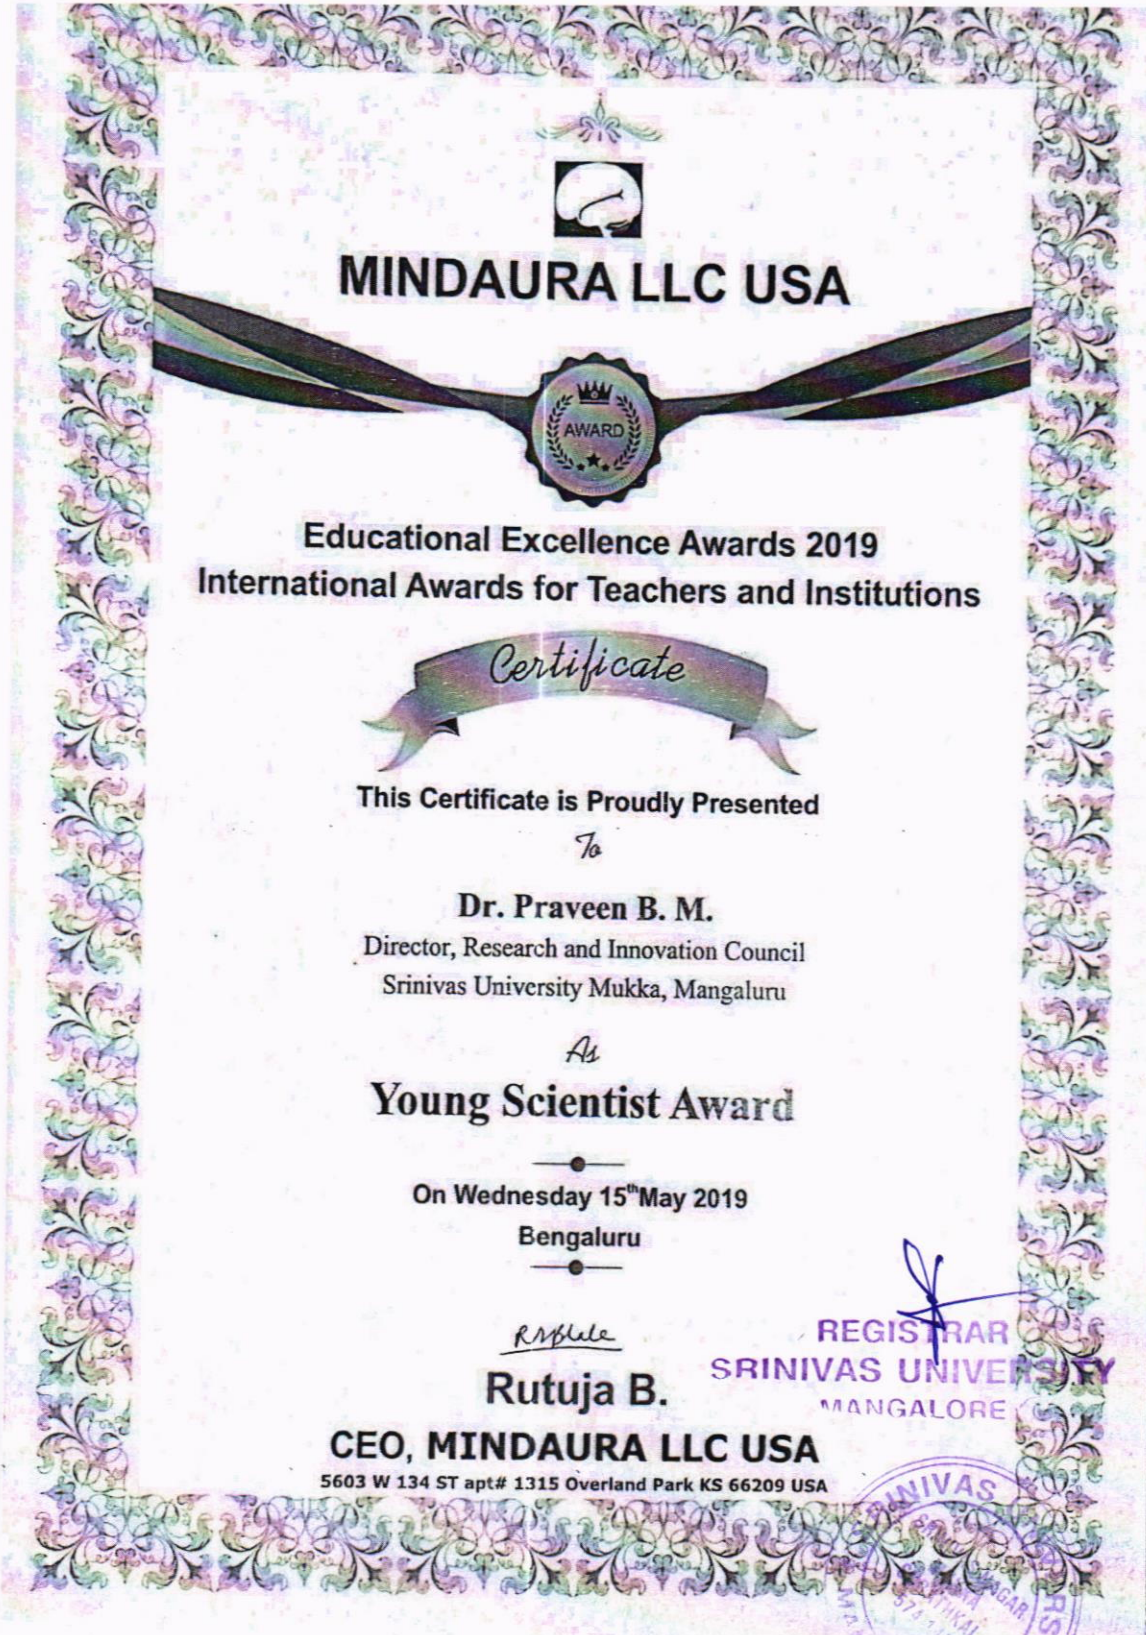 MINDAURA LLC USA
AWARD
Educational Excellence Awards 2019
International Awards for Teachers and Institutions
Certificate
This Certificate is Proudly Presented
To
Dr. Praveen B. M.
Director, Research and Innovation Council
Srinivas University Mukka, Mangaluru
As
Young Scientist Award
On Wednesday 15th May 2019
Bengaluru
Rutuja B.
CEO, MINDAURA LLC USA
5603 W 134 ST apt# 1315 Overland Park KS 66209 USA
REGISTRAR
SRINIVAS UNIVERSITY
MANGALORE